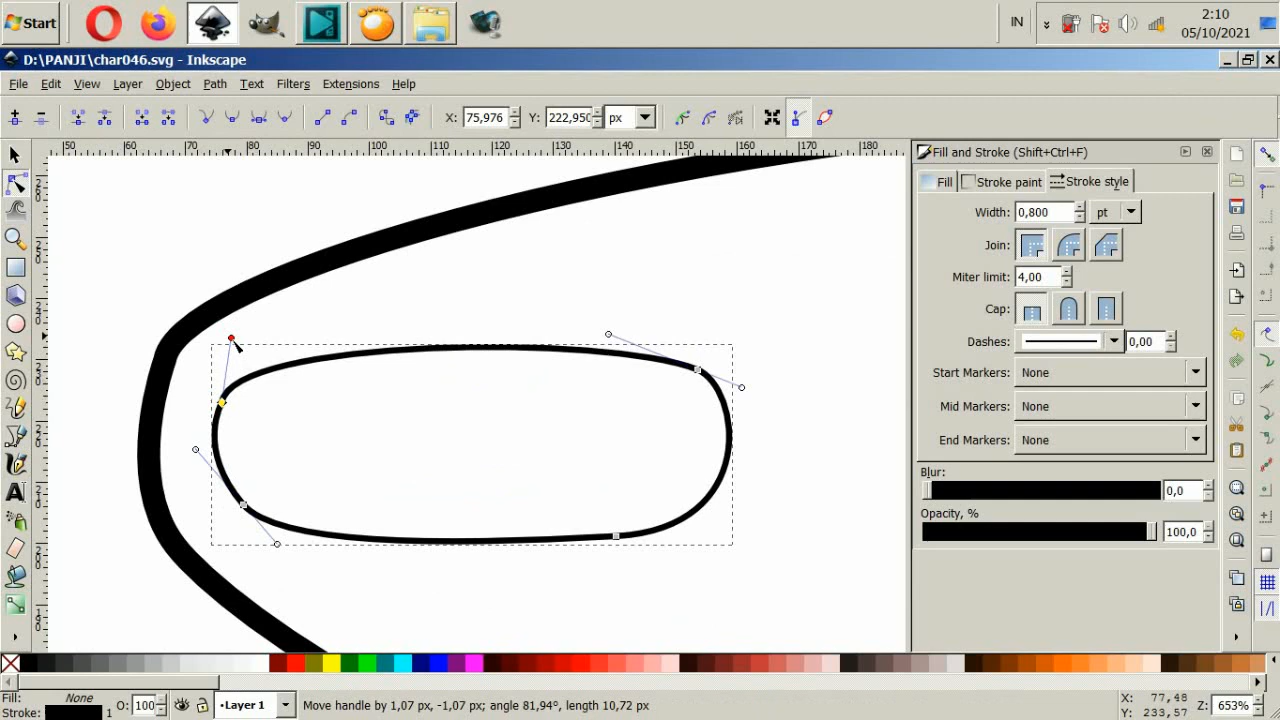 Start
IN
2:10
05/10/2021
D:\PANJI\char046.svg - Inkscape
File Edit View Layer Object Path Text Filters Extensions Help
X: 75,976 Y: 222,950 px
50 60 70 80 90 100 110 120 130 140 150 160 170 180
Fill and Stroke (Shift+Ctrl+F)
Fill Stroke paint Stroke style
Width: 0,800 pt
Join:
Miter limit: 4,00
Cap:
Dashes: 0,00
Start Markers: None
Mid Markers: None
End Markers: None
Blur:
0,0
Opacity, %
100,0
Fill: None
Stroke: 1
O: 100
Layer 1
Move handle by 1,07 px, -1,07 px; angle 81,94°, length 10,72 px
X: 77,48
Y: 233,57
Z: 653%